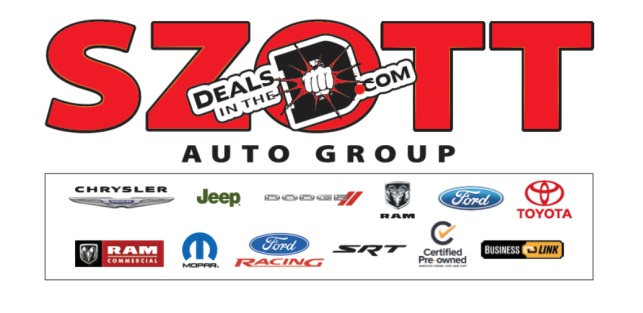 SZOTT
DEALS
IN THE
D
.COM
AUTO GROUP
CHRYSLER
Jeep
DODGE
RAM
Ford
TOYOTA
RAM
COMMERCIAL
MOPAR
Ford
RACING
SRT
Certified
Pre-owned
BUSINESS LINK